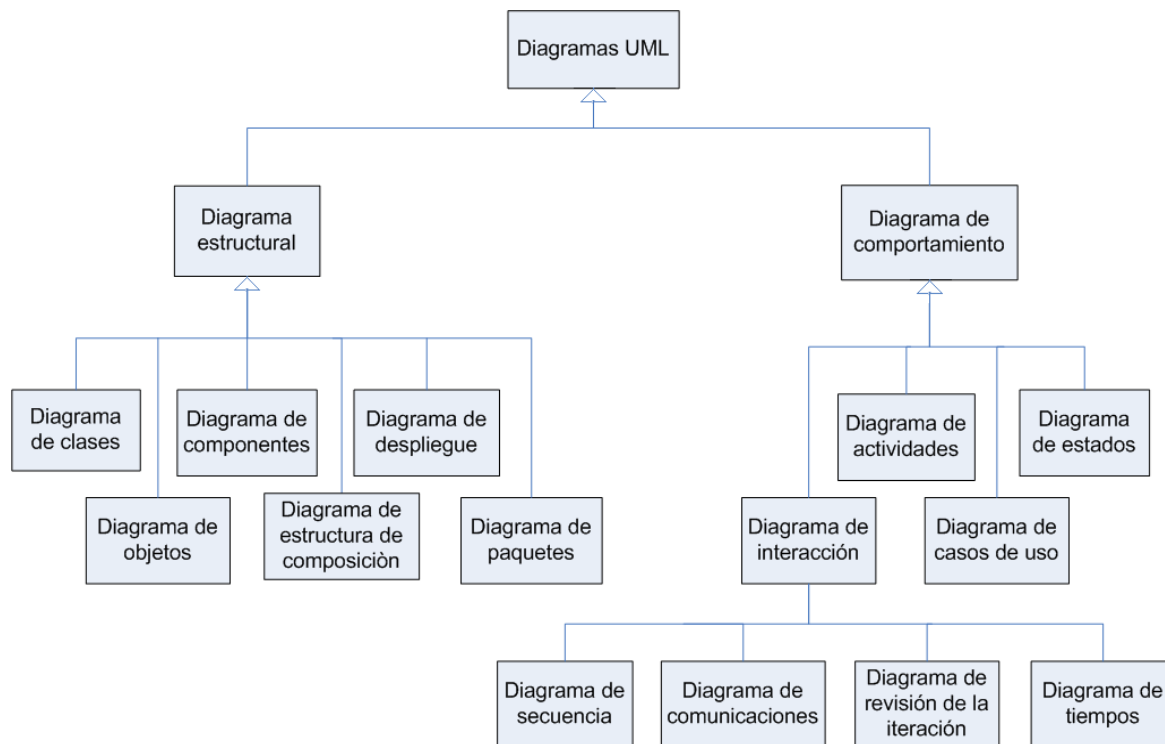 Diagramas UML
Diagrama
estructural
Diagrama de
comportamiento
Diagrama
de clases
Diagrama de
componentes
Diagrama de
despliegue
Diagrama de
actividades
Diagrama
de estados
Diagrama de
objetos
Diagrama de
estructura de
composiciòn
Diagrama de
paquetes
Diagrama de
interacción
Diagrama de
casos de uso
Diagrama de
secuencia
Diagrama de
comunicaciones
Diagrama de
revisión de la
iteración
Diagrama de
tiempos